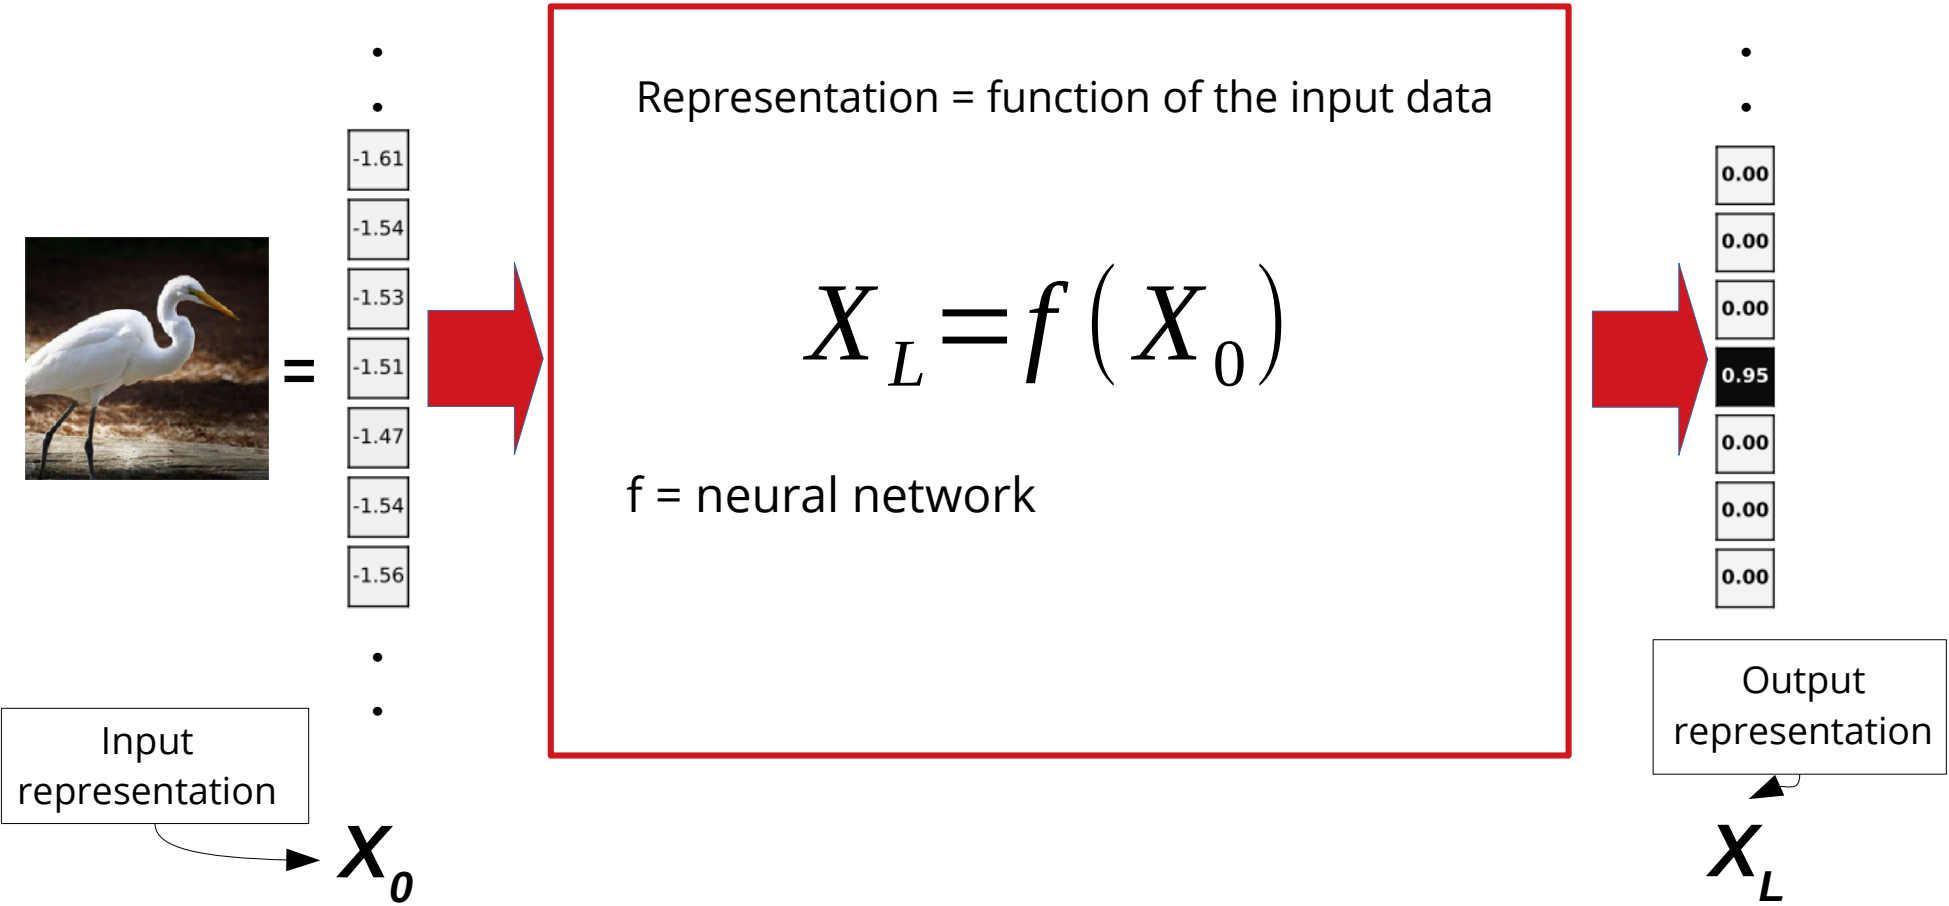 Representation = function of the input data
-1.61
-1.54
-1.53
-1.51
-1.47
-1.54
-1.56
=
X_L = f(X_0)
f = neural network
0.00
0.00
0.00
0.95
0.00
0.00
0.00
Input
representation
X_0
Output
representation
X_L